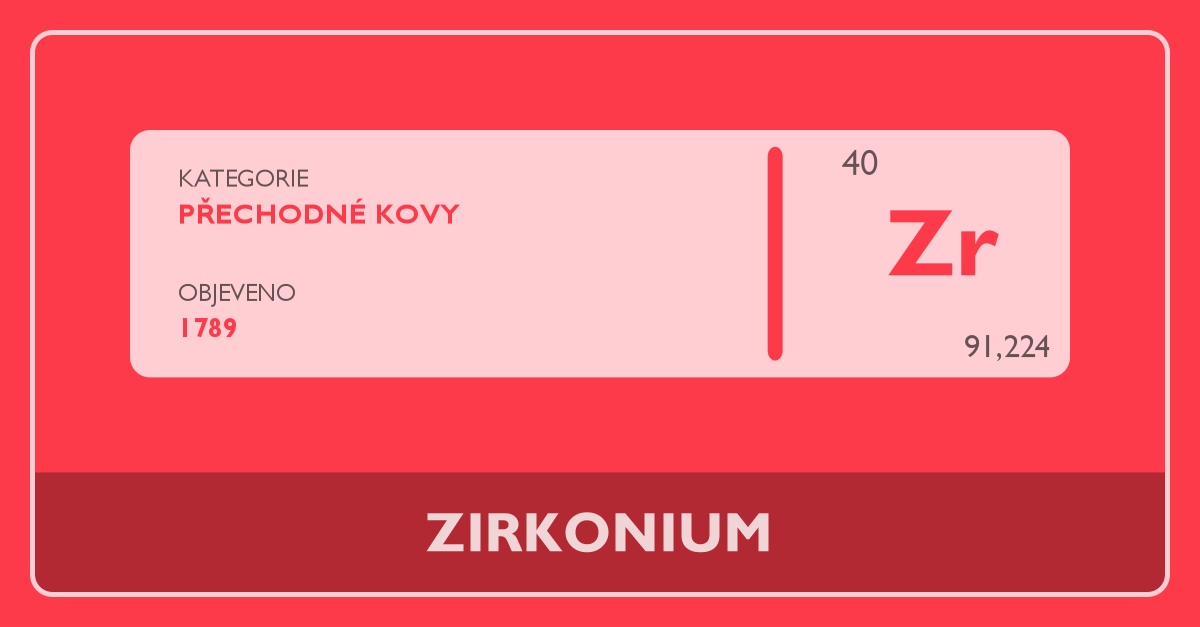 KATEGORIE
PŘECHODNÉ KOVY
OBJEVENO
1789
40
Zr
91,224
ZIRKONIUM